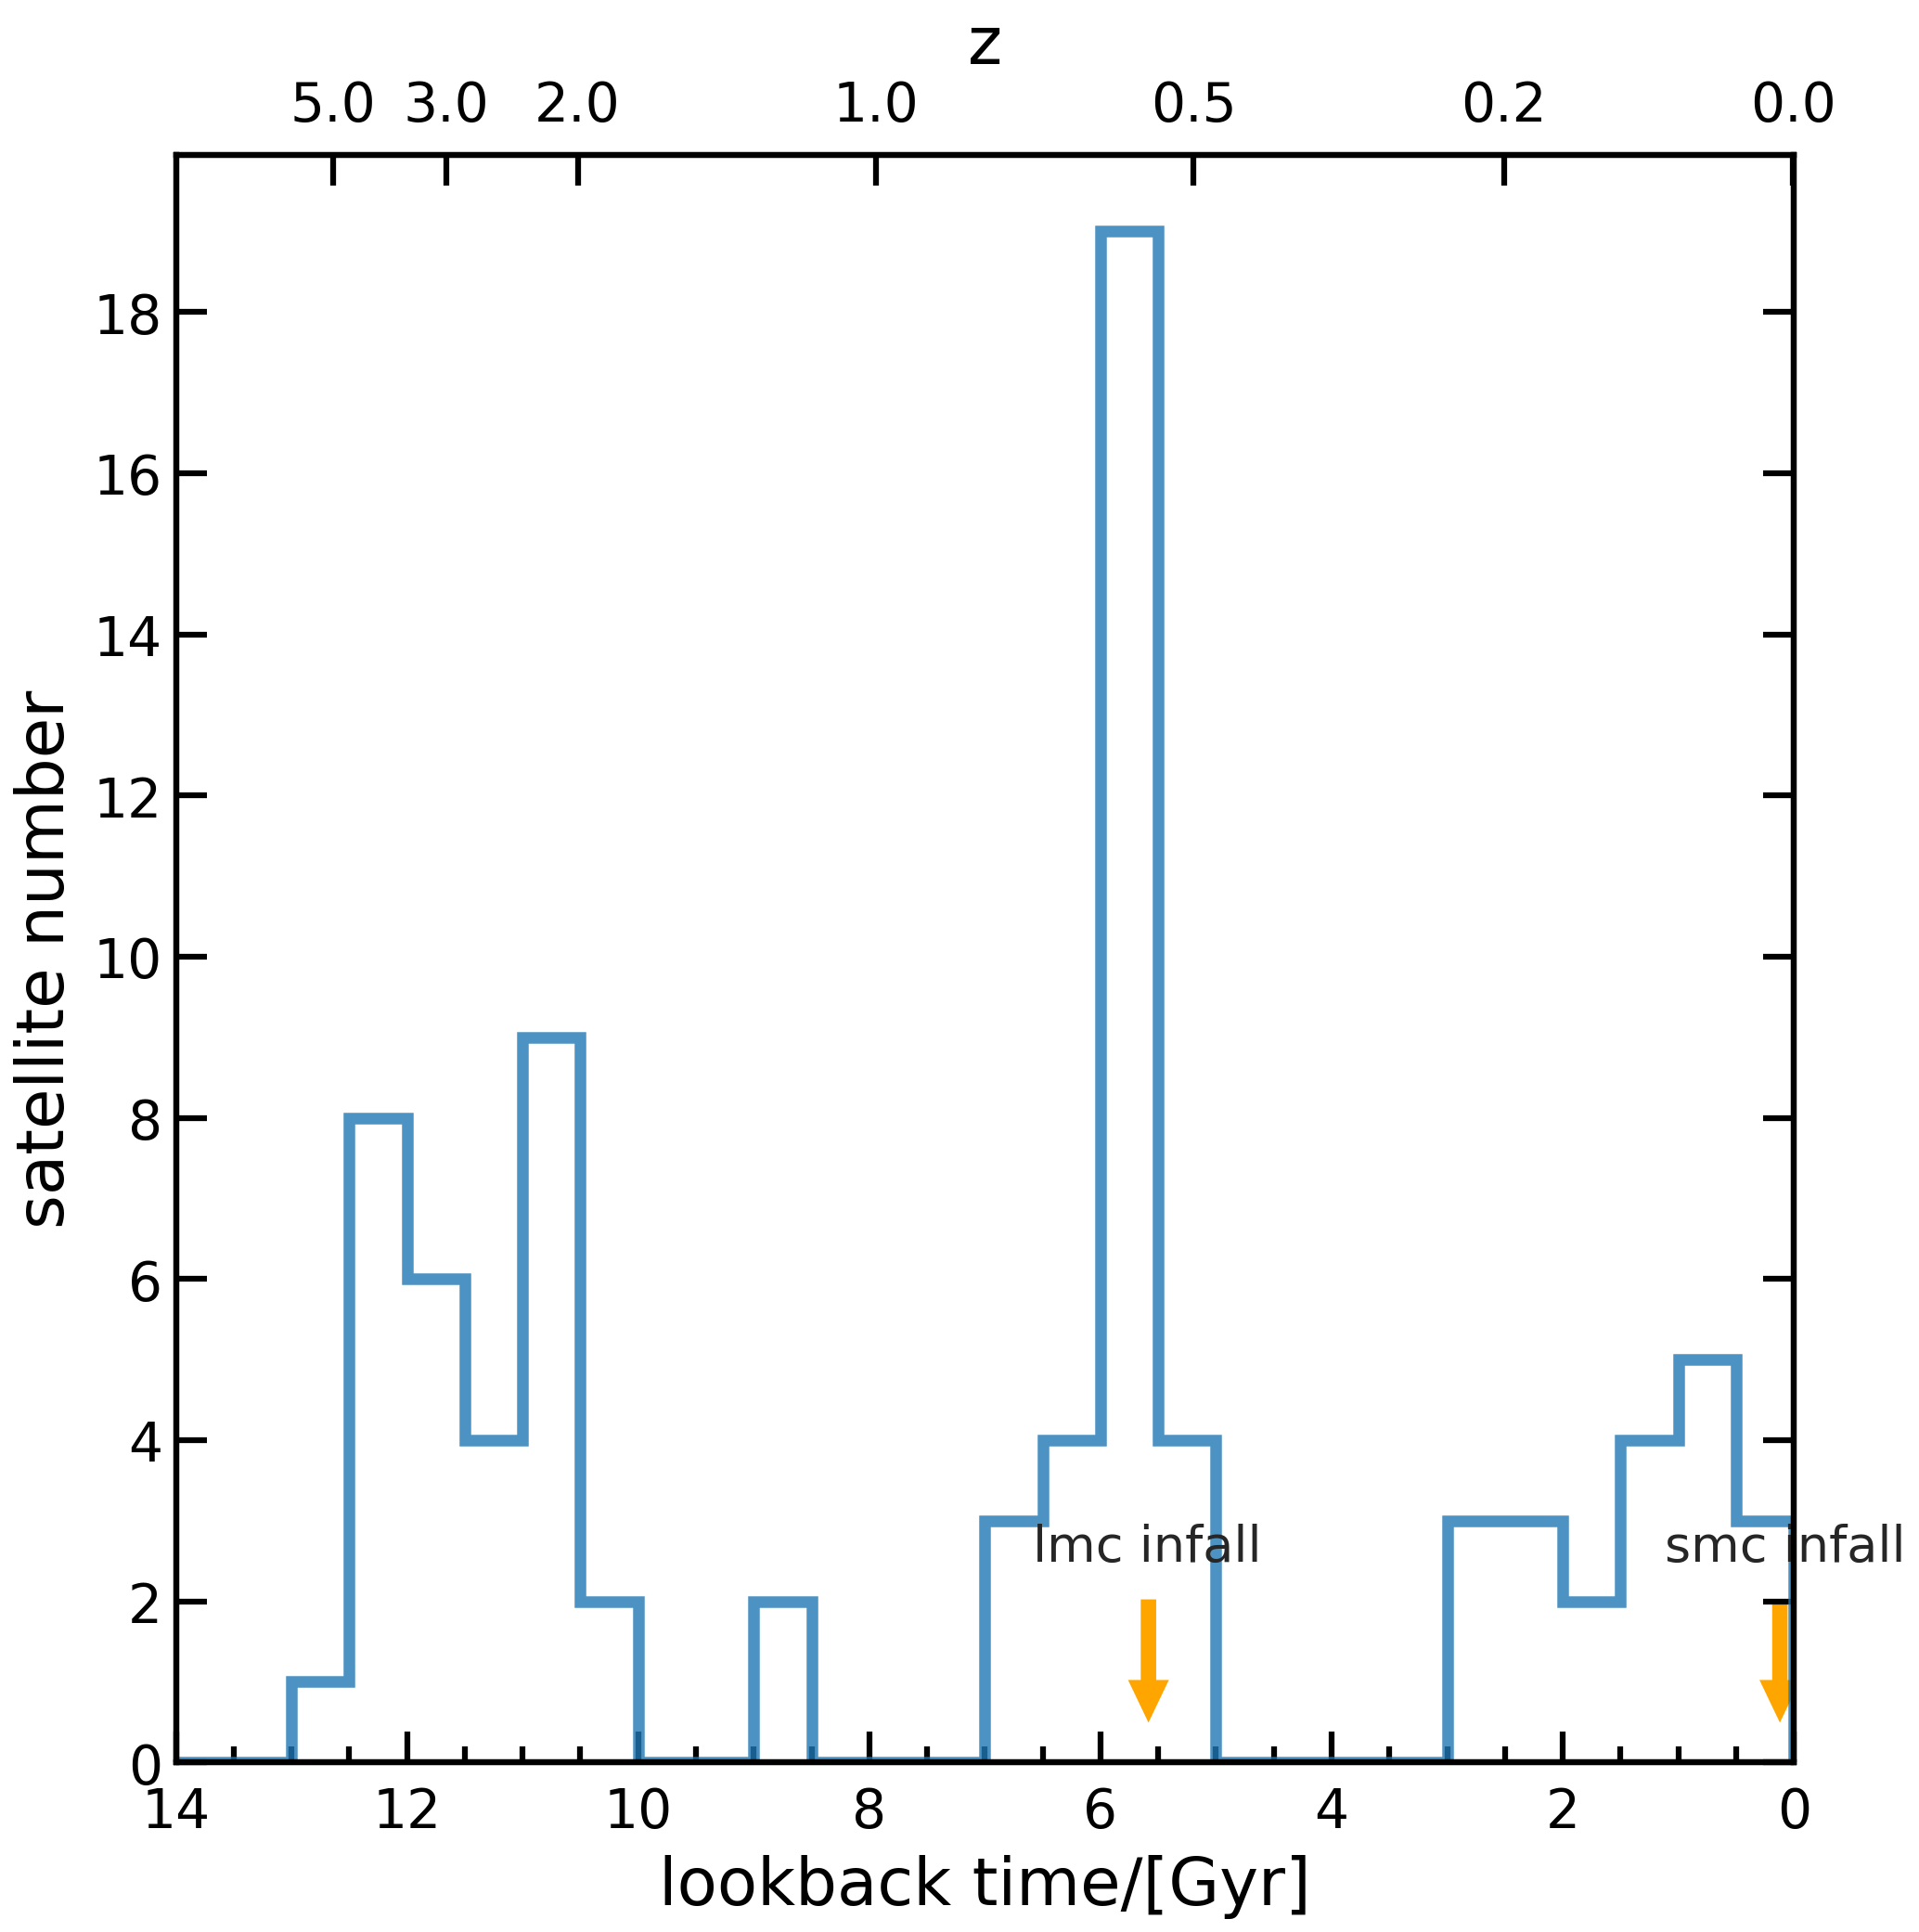 z
5.0 3.0 2.0 1.0 0.5 0.2 0.0
18
16
14
12
10
8
6
4
2
0
satellite number
lmc infall
smc infall
14 12 10 8 6 4 2 0
lookback time/[Gyr]